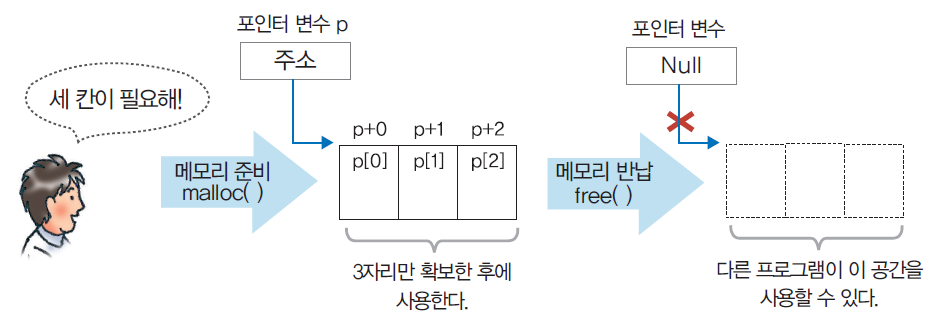 세 칸이 필요해!
포인터 변수 p
주소
메모리 준비
malloc( )
p+0 p+1 p+2
p[0] p[1] p[2]
3자리만 확보한 후에
사용한다.
메모리 반납
free( )
포인터 변수
Null
다른 프로그램이 이 공간을
사용할 수 있다.